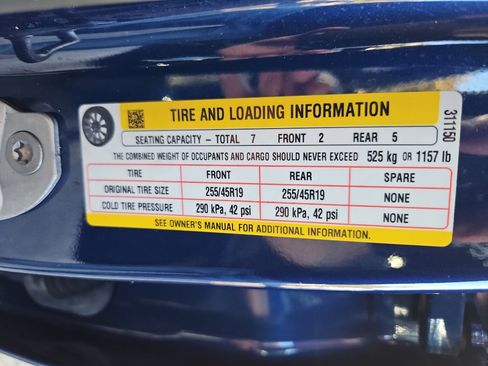 TIRE AND LOADING INFORMATION
SEATING CAPACITY – TOTAL 7 FRONT 2 REAR 5
THE COMBINED WEIGHT OF OCCUPANTS AND CARGO SHOULD NEVER EXCEED 525 kg OR 1157 lb
TIRE FRONT REAR SPARE
ORIGINAL TIRE SIZE 255/45R19 255/45R19 NONE
COLD TIRE PRESSURE 290 kPa, 42 psi 290 kPa, 42 psi NONE
SEE OWNER'S MANUAL FOR ADDITIONAL INFORMATION.
311150